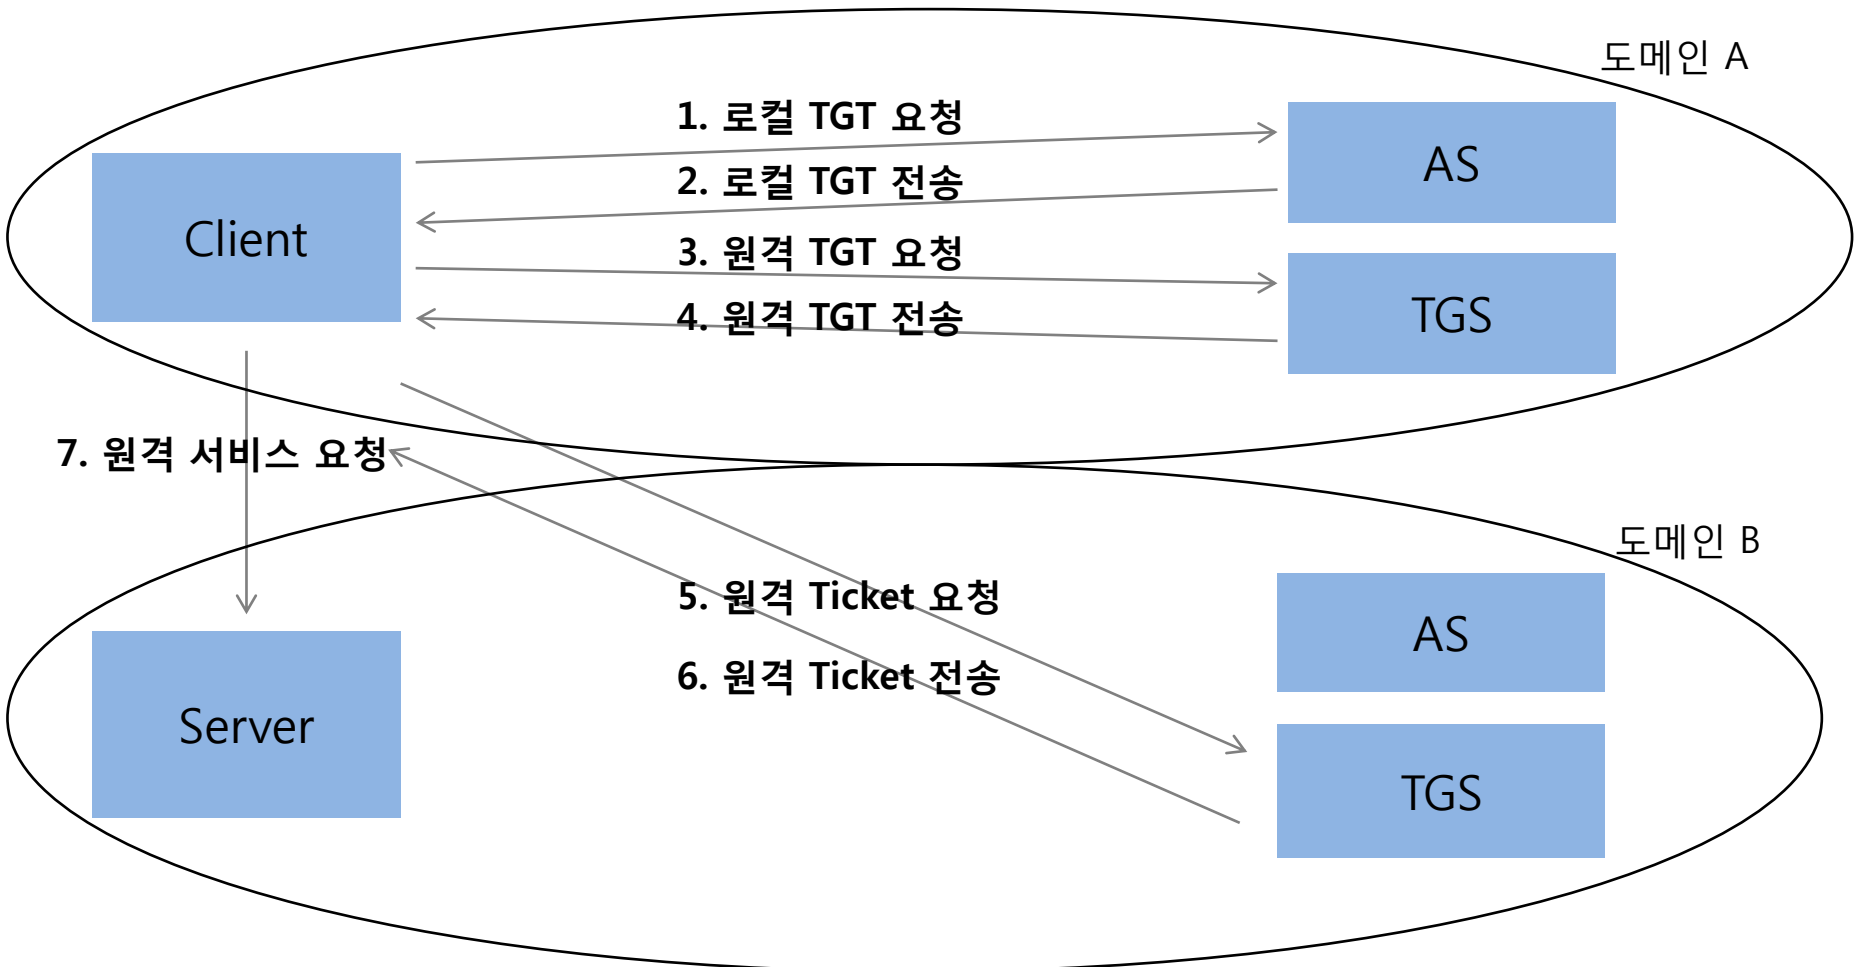 도메인 A
1. 로컬 TGT 요청
AS
2. 로컬 TGT 전송
Client
3. 원격 TGT 요청
TGS
4. 원격 TGT 전송
7. 원격 서비스 요청
도메인 B
5. 원격 Ticket 요청
AS
6. 원격 Ticket 전송
Server
TGS